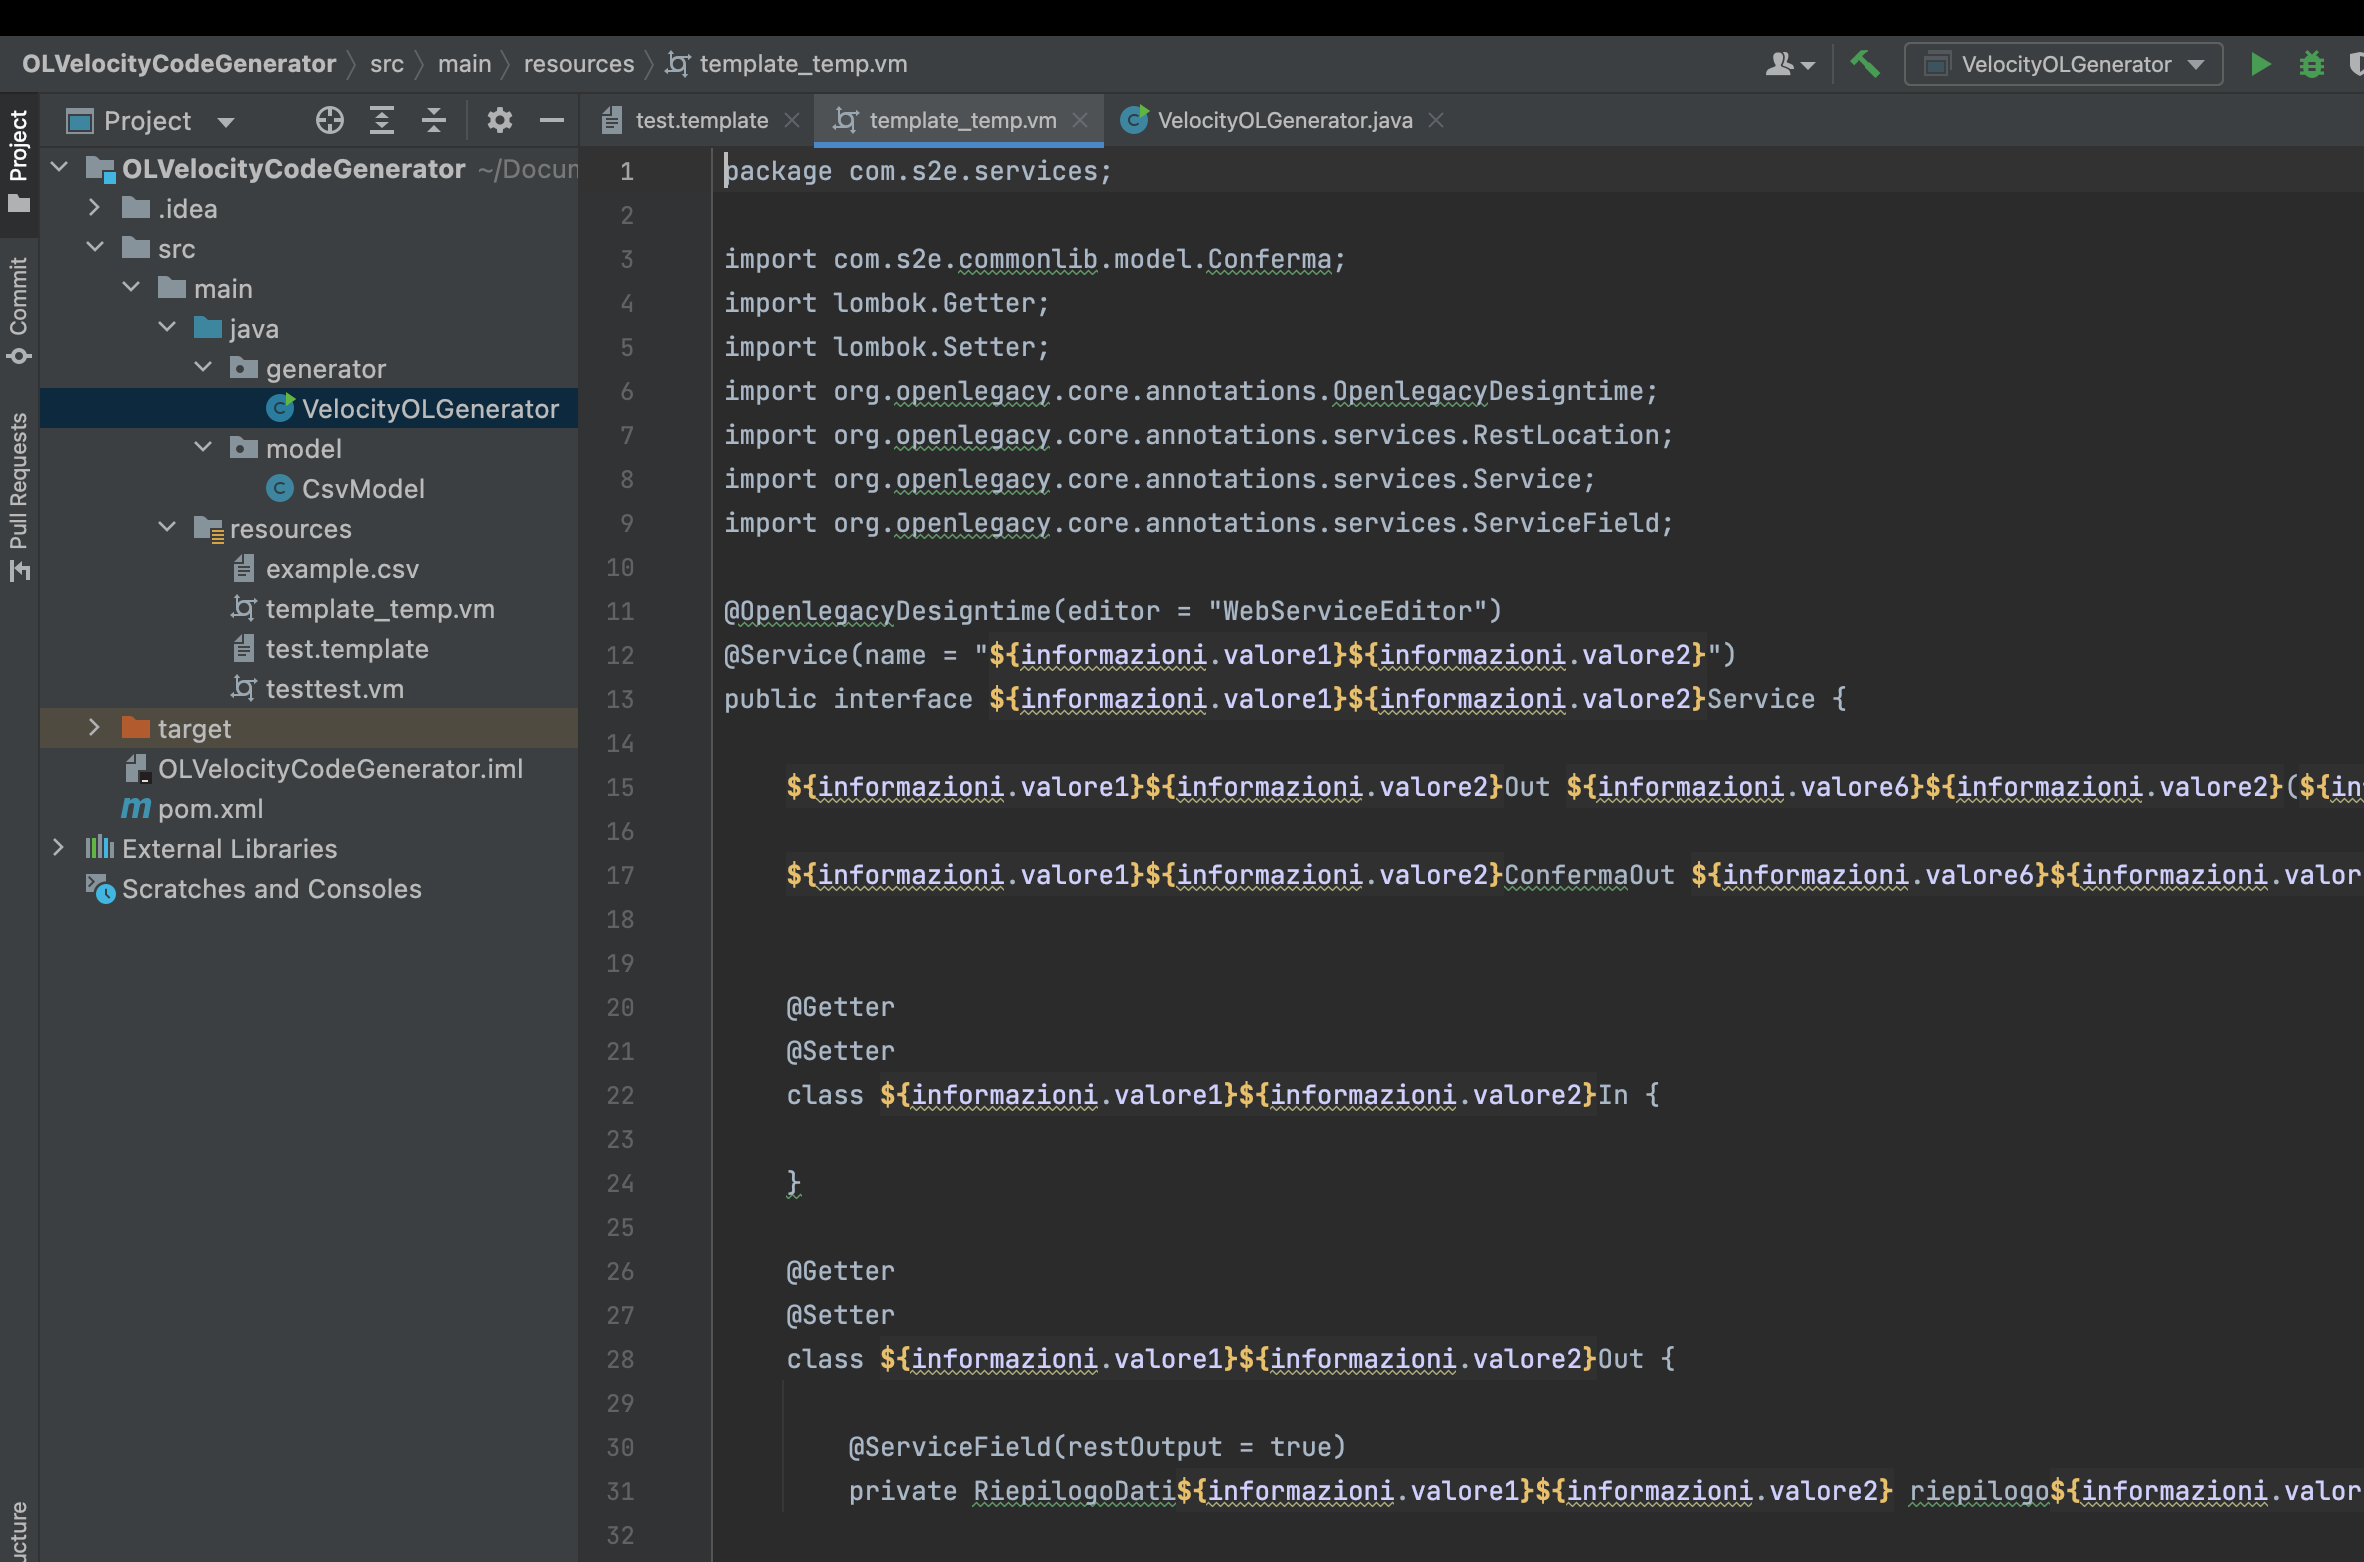 OLVelocityCodeGenerator src main resources template_temp.vm VelocityOLGenerator
Project
Commit
Pull Requests
Project
OLVelocityCodeGenerator ~/Docum
.idea
src
main
java
generator
VelocityOLGenerator
model
CsvModel
resources
example.csv
template_temp.vm
test.template
testtest.vm
target
OLVelocityCodeGenerator.iml
pom.xml
External Libraries
Scratches and Consoles
test.template template_temp.vm VelocityOLGenerator.java
1 package com.s2e.services;
2
3 import com.s2e.commonlib.model.Conferma;
4 import lombok.Getter;
5 import lombok.Setter;
6 import org.openlegacy.core.annotations.OpenlegacyDesigntime;
7 import org.openlegacy.core.annotations.services.RestLocation;
8 import org.openlegacy.core.annotations.services.Service;
9 import org.openlegacy.core.annotations.services.ServiceField;
10
11 @OpenlegacyDesigntime(editor = "WebServiceEditor")
12 @Service(name = "${informazioni.valore1}${informazioni.valore2}")
13 public interface ${informazioni.valore1}${informazioni.valore2}Service {
14
15 ${informazioni.valore1}${informazioni.valore2}Out ${informazioni.valore6}${informazioni.valore2}(${in
16
17 ${informazioni.valore1}${informazioni.valore2}ConfermaOut ${informazioni.valore6}${informazioni.valor
18
19
20 @Getter
21 @Setter
22 class ${informazioni.valore1}${informazioni.valore2}In {
23
24 }
25
26 @Getter
27 @Setter
28 class ${informazioni.valore1}${informazioni.valore2}Out {
29
30 @ServiceField(restOutput = true)
31 private RiepilogoDati${informazioni.valore1}${informazioni.valore2} riepilogo${informazioni.valor
32
ucture